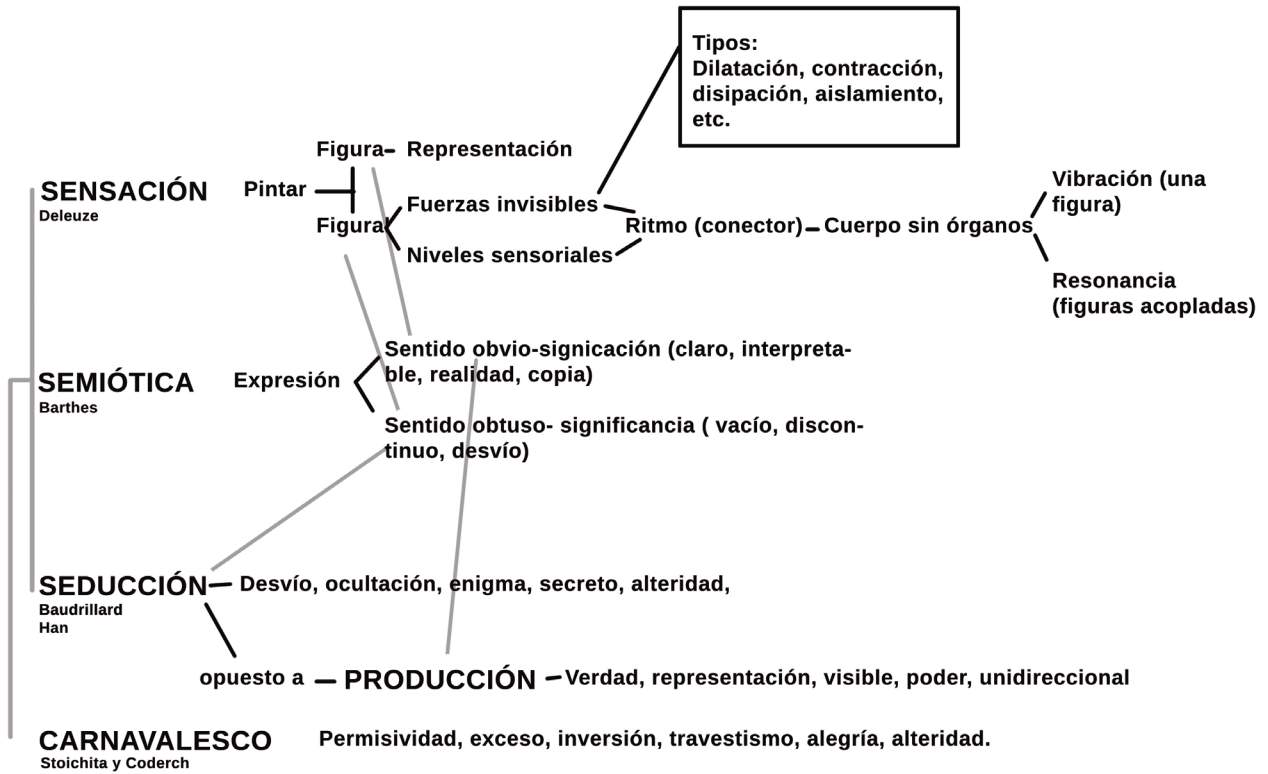 Tipos:
Dilatación, contracción,
disipación, aislamiento,
etc.
Figura
Representación
SENSACIÓN
Deleuze
Pintar
Fuerzas invisibles
Figural
Niveles sensoriales
Ritmo (conector)
Cuerpo sin órganos
Vibración (una
figura)
Resonancia
(figuras acopladas)
SEMIÓTICA
Barthes
Expresión
Sentido obvio-signicación (claro, interpreta-
ble, realidad, copia)
Sentido obtuso- significancia ( vacío, discon-
tinuo, desvío)
SEDUCCIÓN
Baudrillard
Han
Desvío, ocultación, enigma, secreto, alteridad,
opuesto a
PRODUCCIÓN
Verdad, representación, visible, poder, unidireccional
CARNAVALESCO
Stoichita y Coderch
Permisividad, exceso, inversión, travestismo, alegría, alteridad.